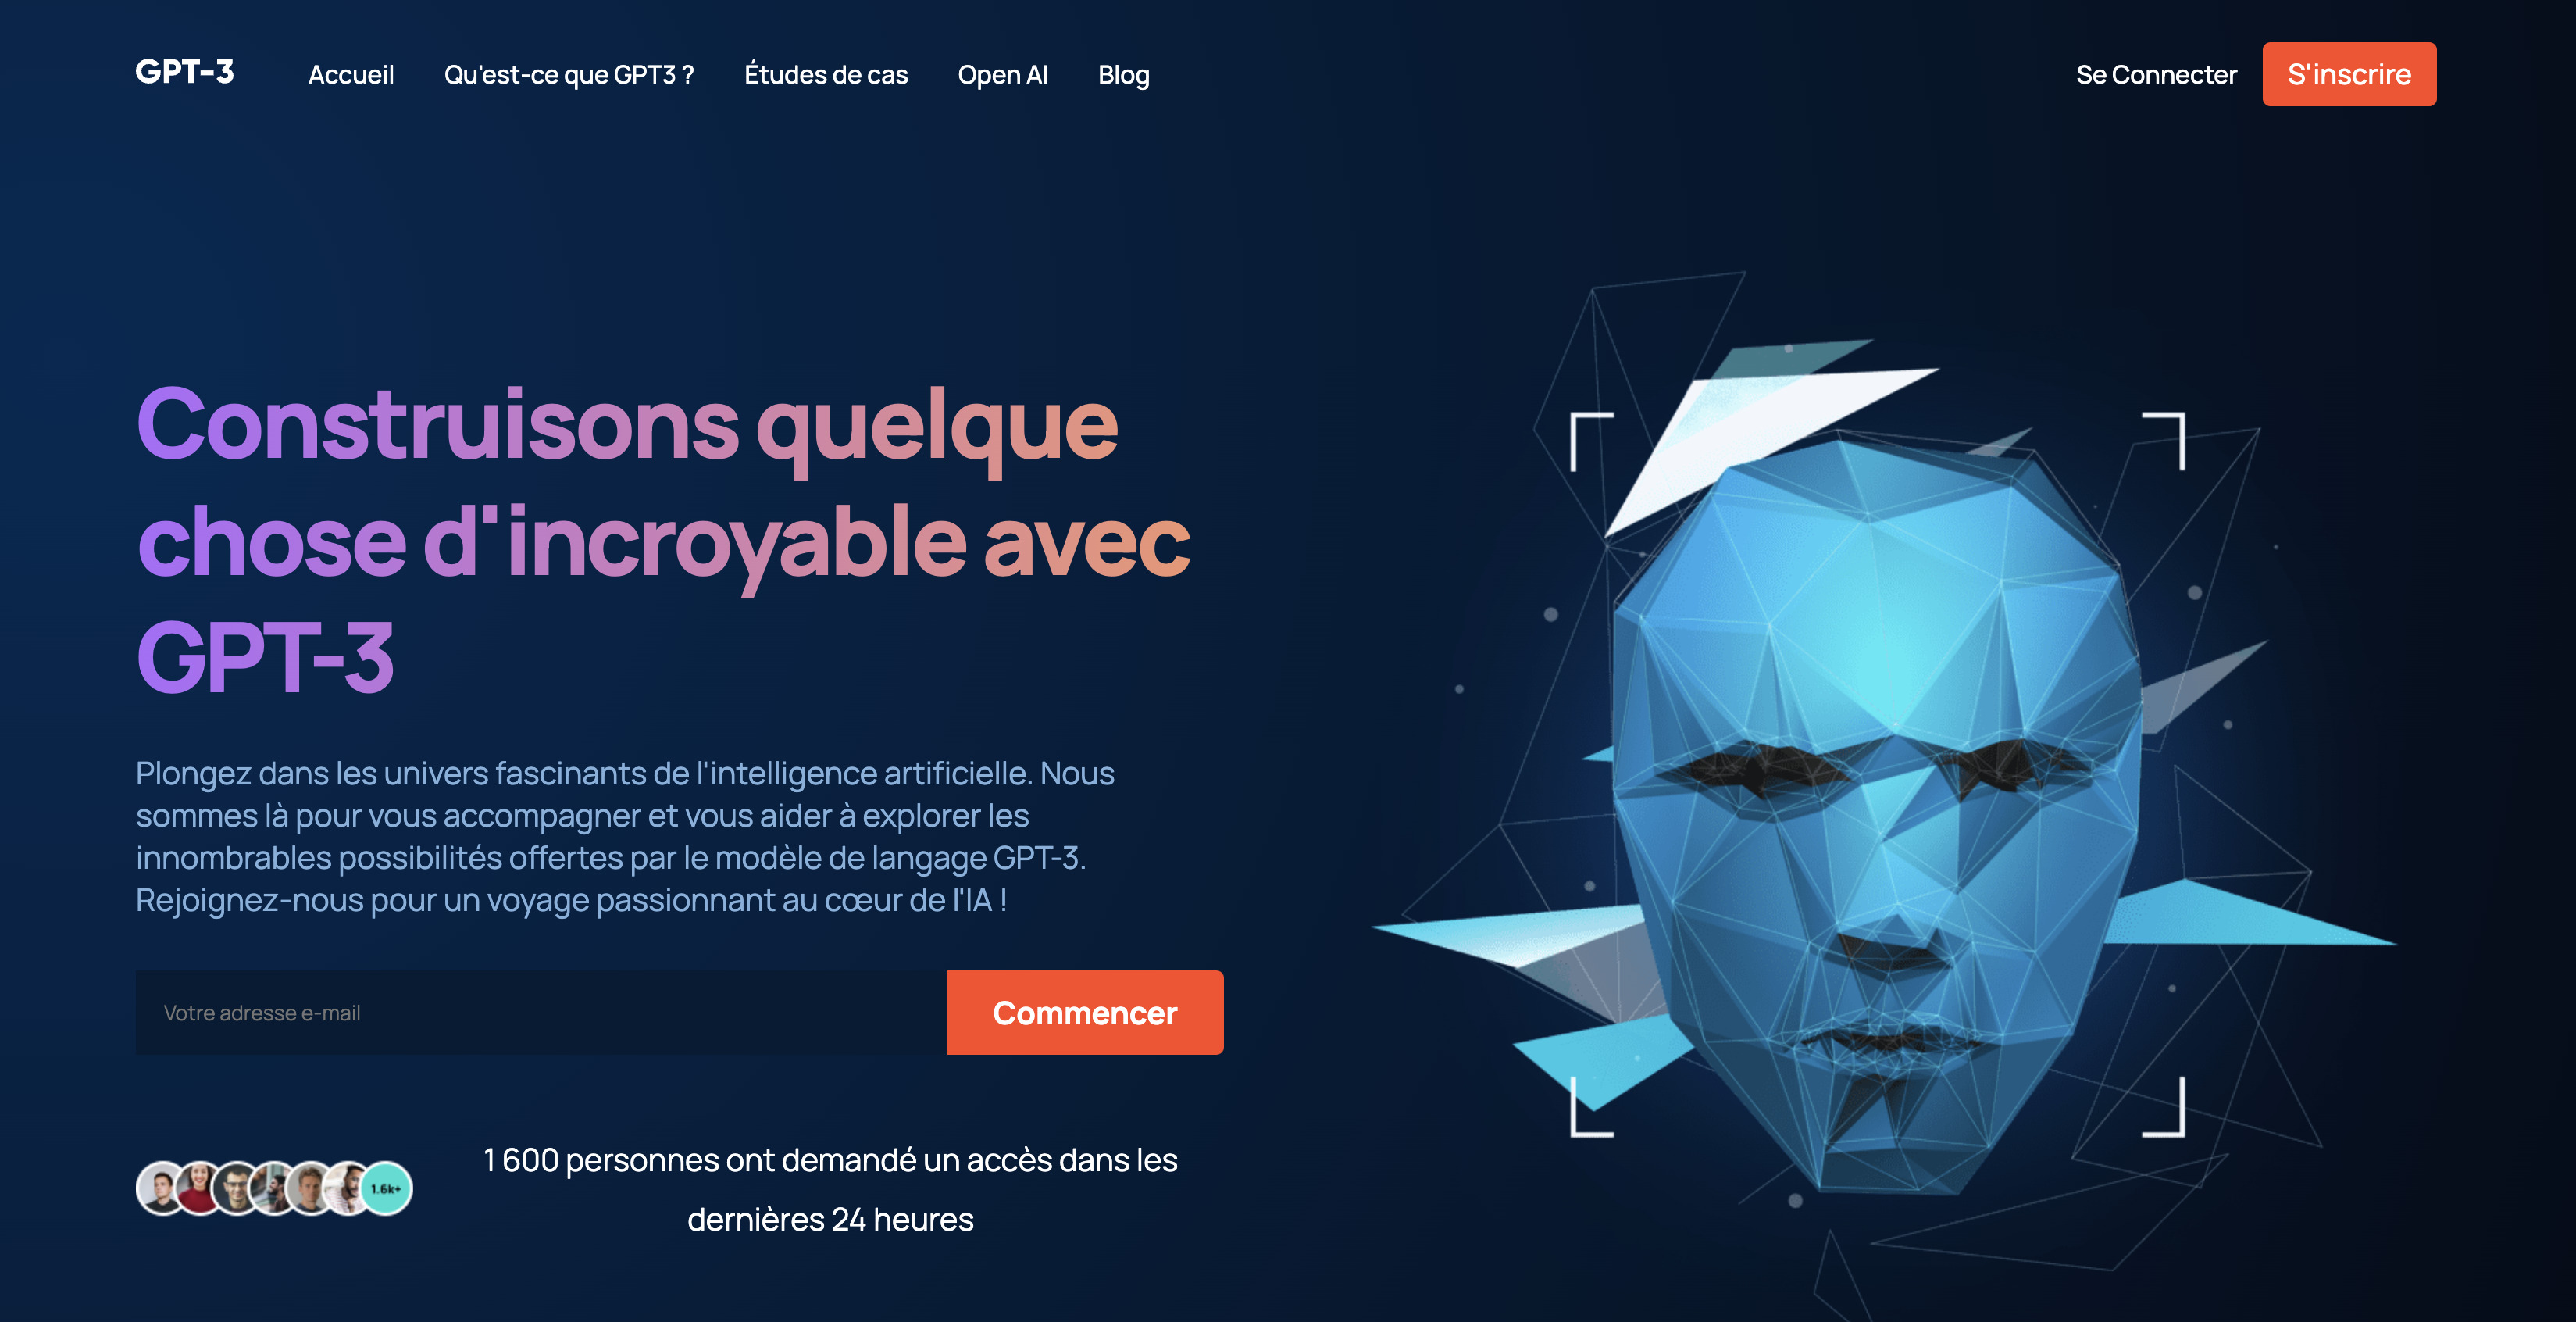 GPT-3
Accueil
Qu'est-ce que GPT3 ?
Études de cas
Open AI
Blog
Se Connecter
S'inscrire
Construisons quelque
chose d'incroyable avec
GPT-3
Plongez dans les univers fascinants de l'intelligence artificielle. Nous
sommes là pour vous accompagner et vous aider à explorer les
innombrables possibilités offertes par le modèle de langage GPT-3.
Rejoignez-nous pour un voyage passionnant au cœur de l'IA !
Votre adresse e-mail
Commencer
1.6k+
1 600 personnes ont demandé un accès dans les
dernières 24 heures